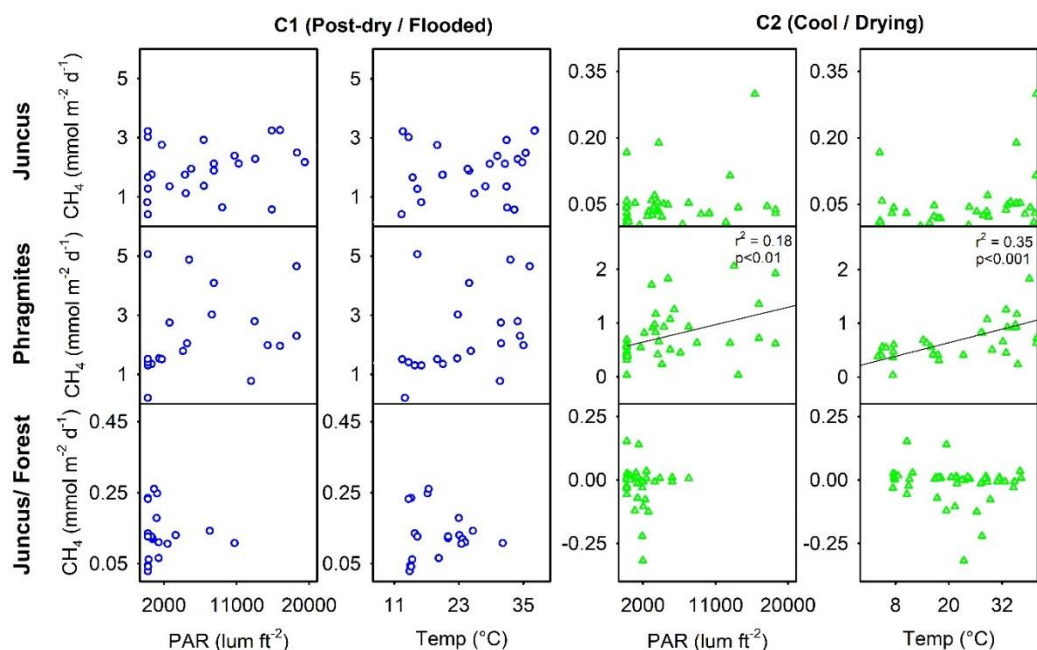 C1 (Post-dry / Flooded) C2 (Cool / Drying)
Juncus
CH₄ (mmol m⁻² d⁻¹)
5
3
1
5
3
1
0.35
0.20
0.05
0.35
0.20
0.05
Phragmites
CH₄ (mmol m⁻² d⁻¹)
5
3
1
5
3
1
2
1
0
r² = 0.18
p<0.01
2
1
0
r² = 0.35
p<0.001
Juncus/ Forest
CH₄ (mmol m⁻² d⁻¹)
0.45
0.25
0.05
0.45
0.25
0.05
0.25
0.00
-0.25
0.25
0.00
-0.25
2000 11000 20000
PAR (lum ft⁻²)
11 23 35
Temp (°C)
2000 11000 20000
PAR (lum ft⁻²)
8 20 32
Temp (°C)